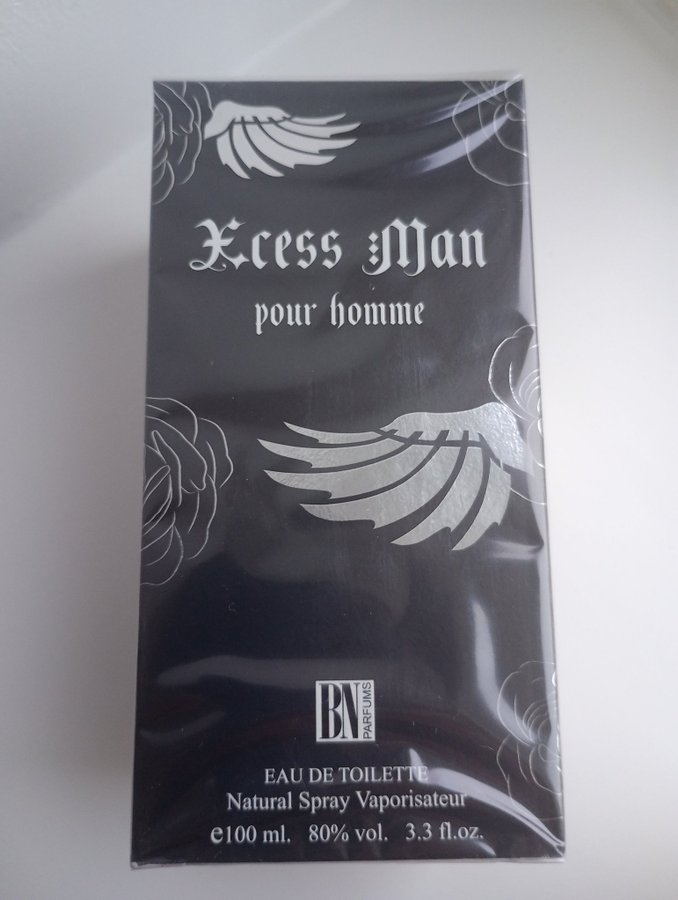 Xcess Man
pour homme
BN
PARFUMS
EAU DE TOILETTE
Natural Spray Vaporisateur
e100 ml. 80% vol. 3.3 fl.oz.